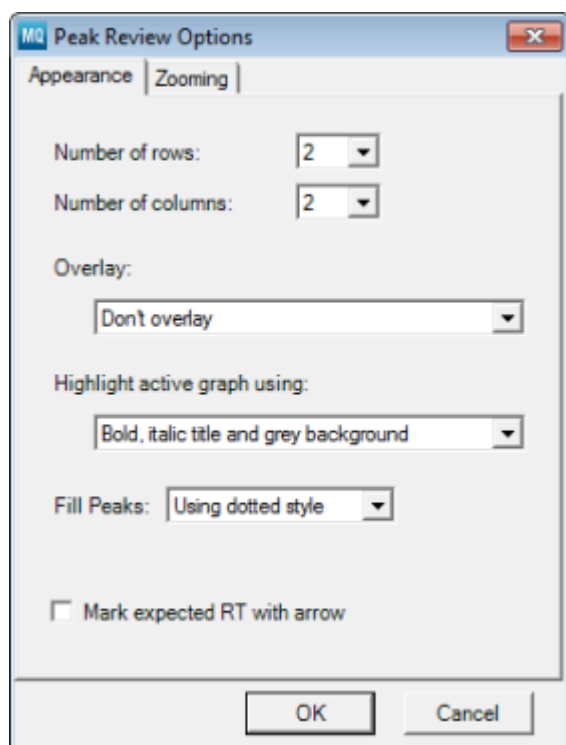 MQ Peak Review Options
Appearance Zooming
Number of rows: 2
Number of columns: 2
Overlay:
Don't overlay
Highlight active graph using:
Bold, italic title and grey background
Fill Peaks: Using dotted style
Mark expected RT with arrow
OK Cancel